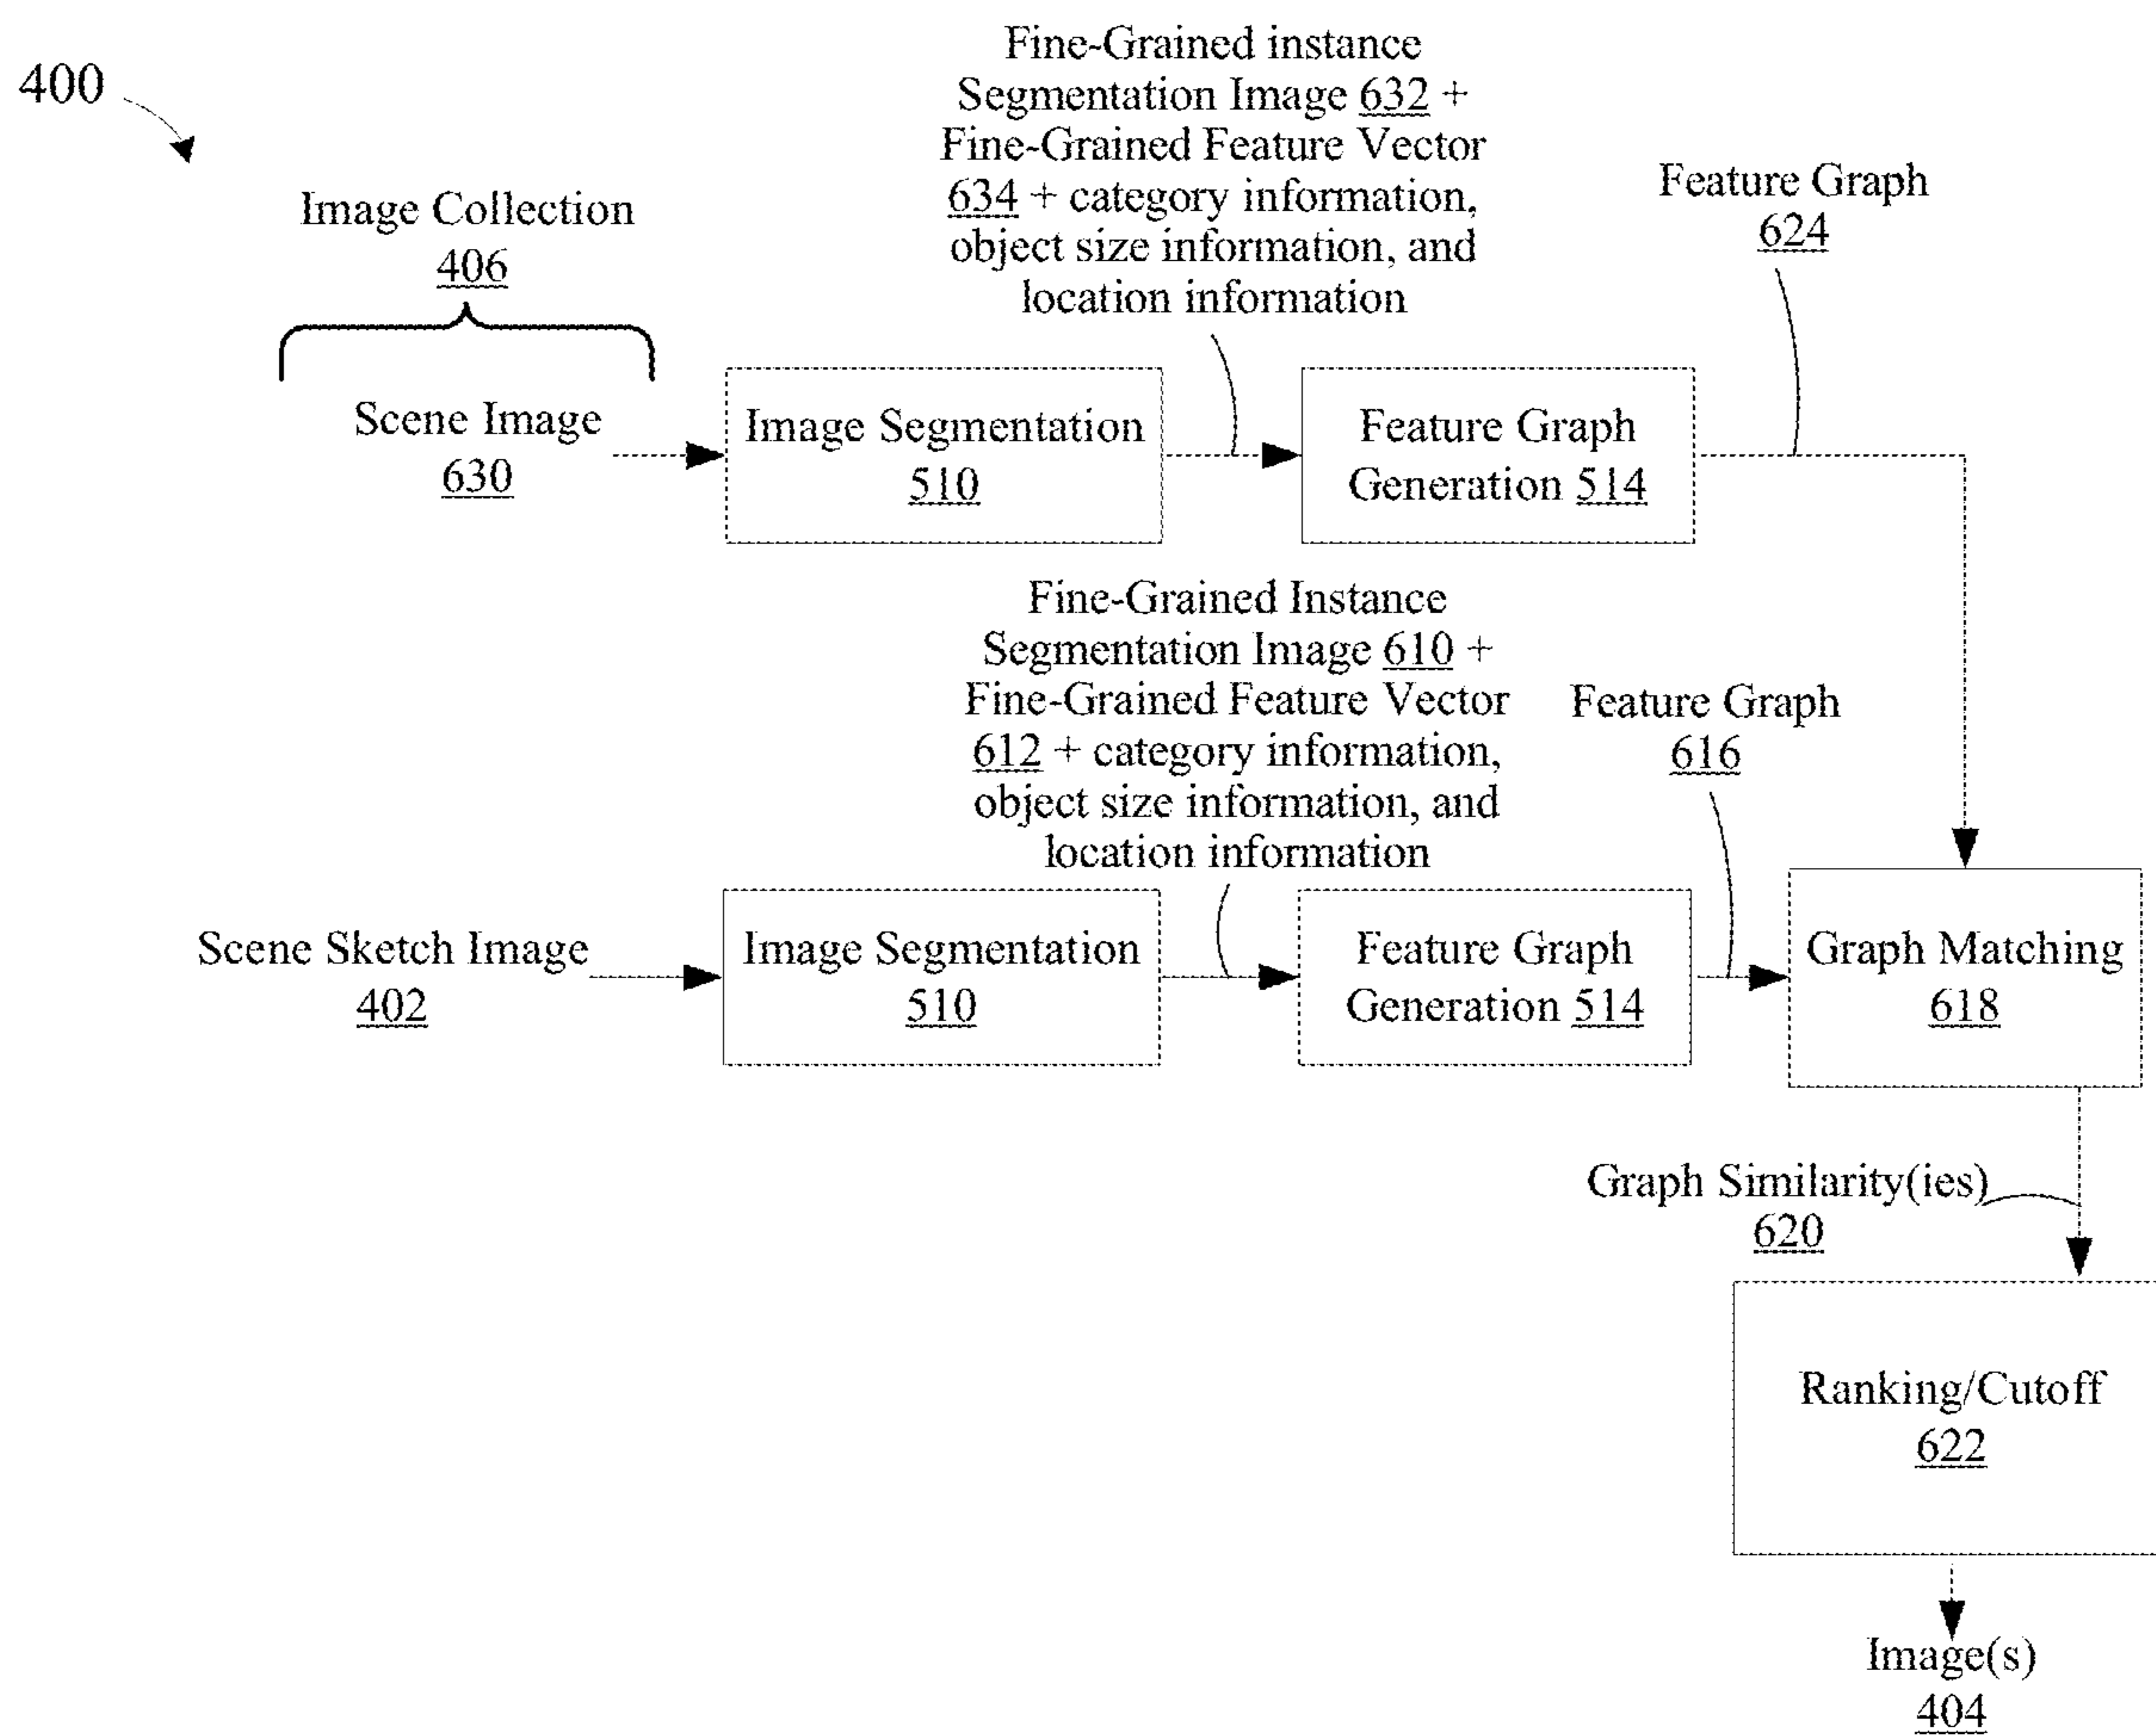 400
Image Collection
406
Scene Image
630
Image Segmentation
510
Fine-Grained instance
Segmentation Image 632 +
Fine-Grained Feature Vector
634 + category information,
object size information, and
location information
Feature Graph
Generation 514
Feature Graph
624
Scene Sketch Image
402
Image Segmentation
510
Fine-Grained Instance
Segmentation Image 610 +
Fine-Grained Feature Vector
612 + category information,
object size information, and
location information
Feature Graph
Generation 514
Feature Graph
616
Graph Matching
618
Graph Similarity(ies)
620
Ranking/Cutoff
622
Image(s)
404